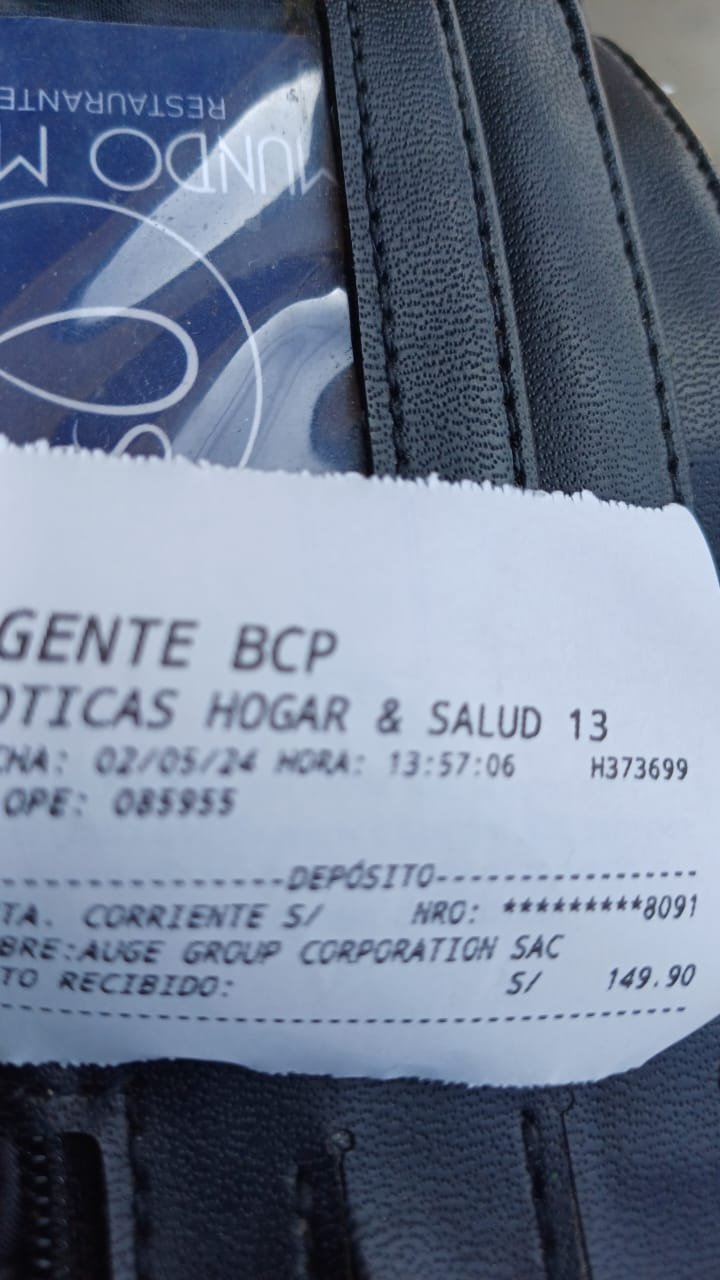 RESTAURANTE
MUNDO M
GENTE BCP
OTICAS HOGAR & SALUD 13
CHA: 02/05/24 HORA: 13:57:06 H373699
OPE: 085955
DEPÓSITO
TA. CORRIENTE S/ NRO: *********8091
BRE:AUGE GROUP CORPORATION SAC
TO RECIBIDO: S/ 149.90